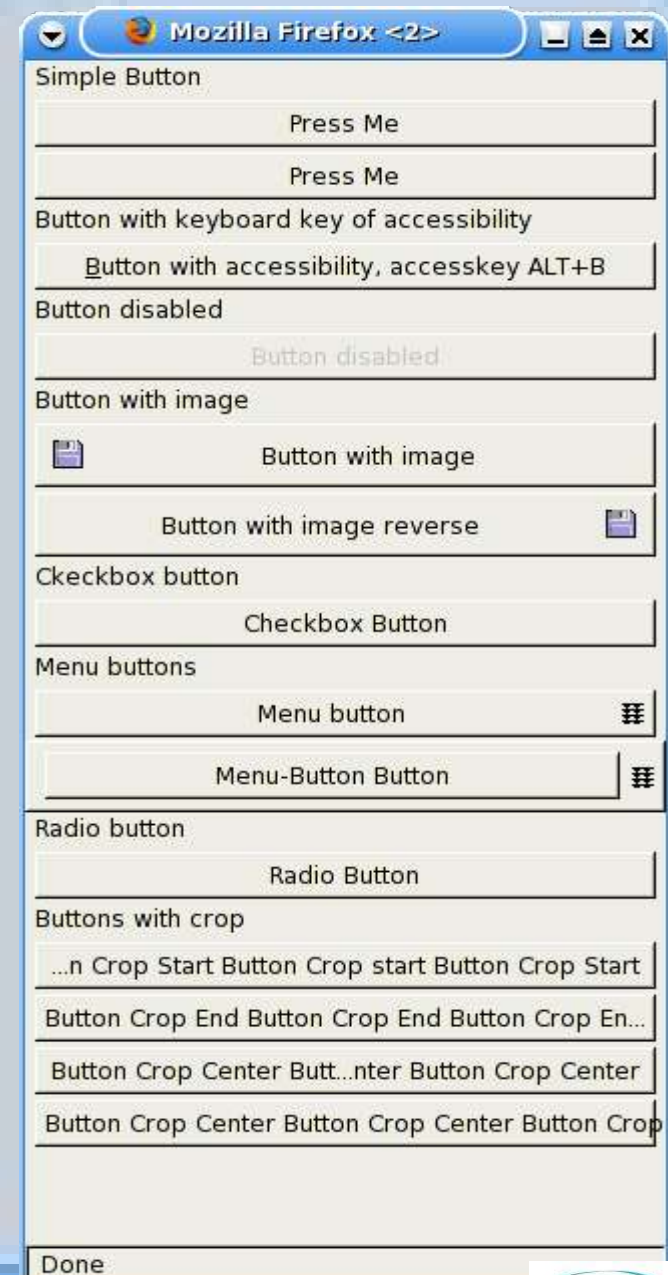 Mozilla Firefox <2>
Simple Button
Press Me
Press Me
Button with keyboard key of accessibility
Button with accessibility, accesskey ALT+B
Button disabled
Button disabled
Button with image
Button with image
Button with image reverse
Ckeckbox button
Checkbox Button
Menu buttons
Menu button
Menu-Button Button
Radio button
Radio Button
Buttons with crop
...n Crop Start Button Crop start Button Crop Start
Button Crop End Button Crop End Button Crop En...
Button Crop Center Butt...nter Button Crop Center
Button Crop Center Button Crop Center Button Crop
Done